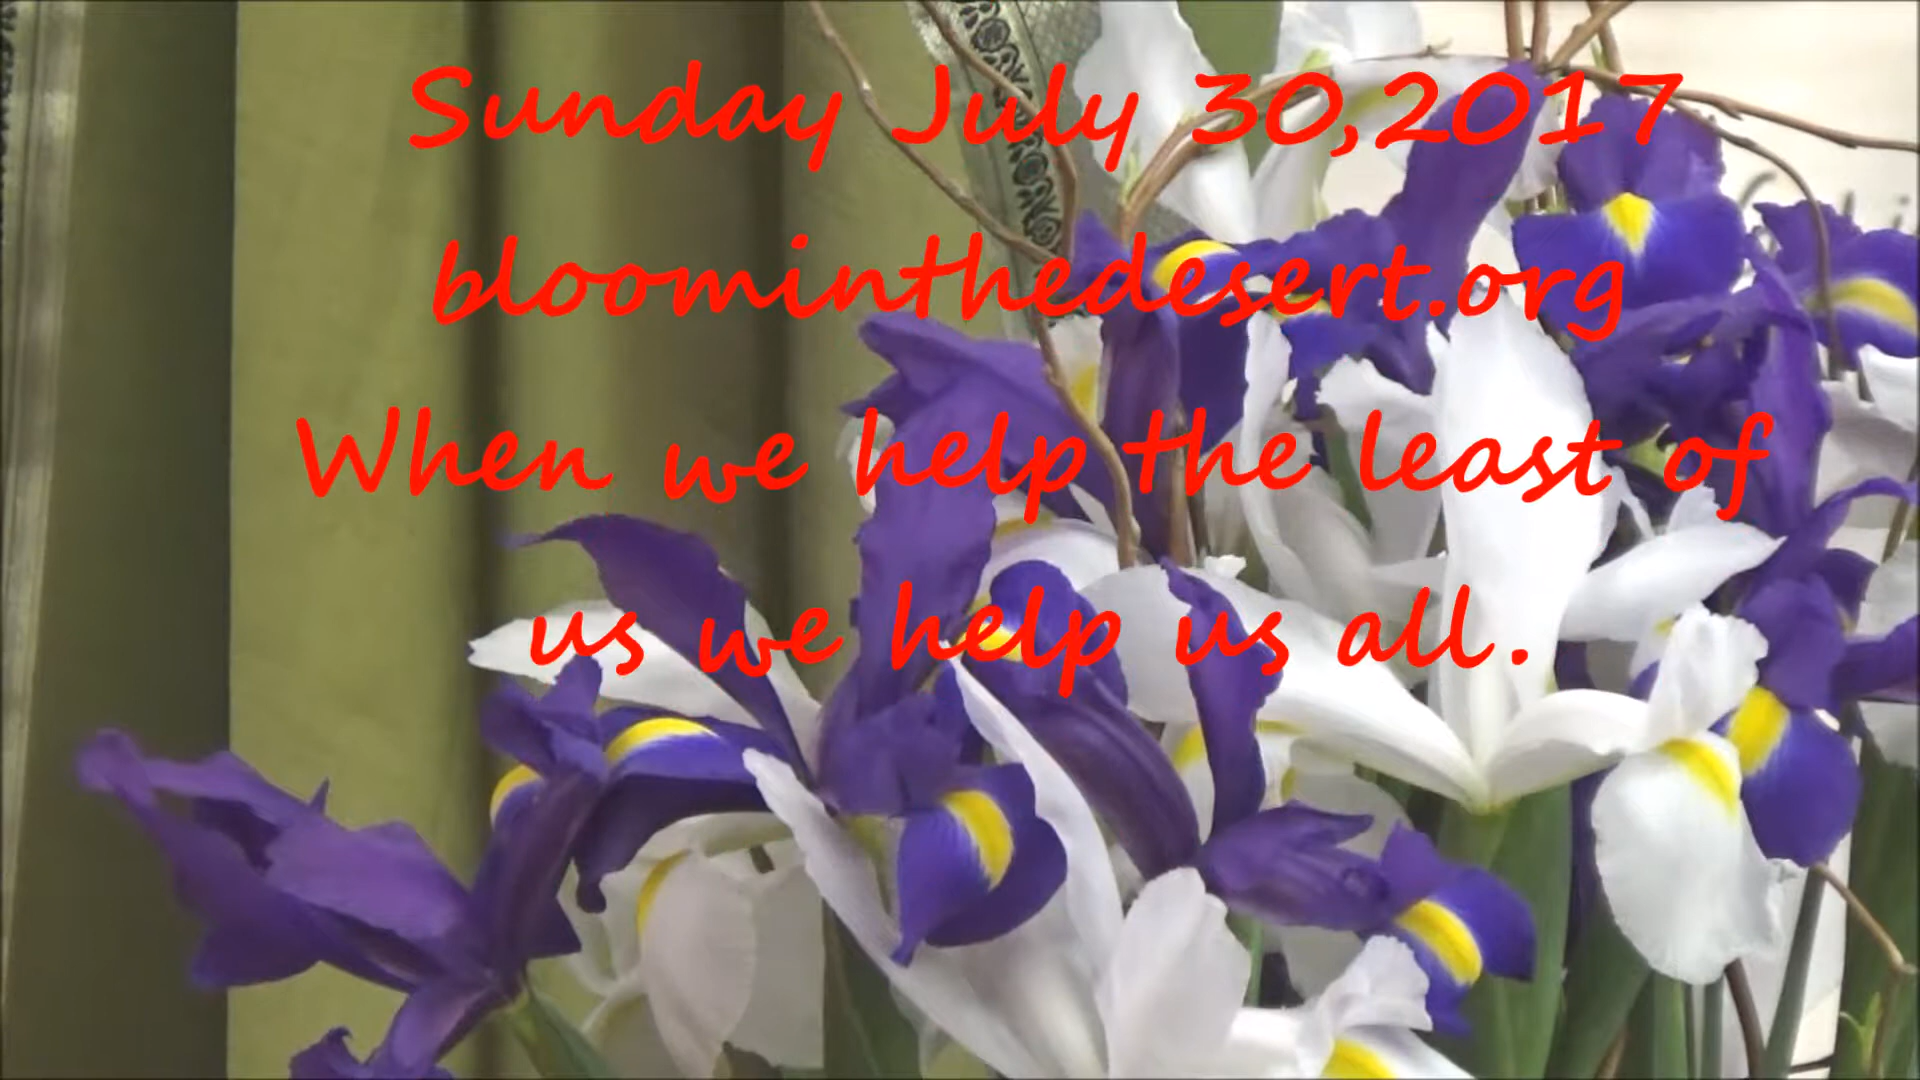 Sunday July 30,2017
bloominthedesert.org
When we help the least of
us we help us all.